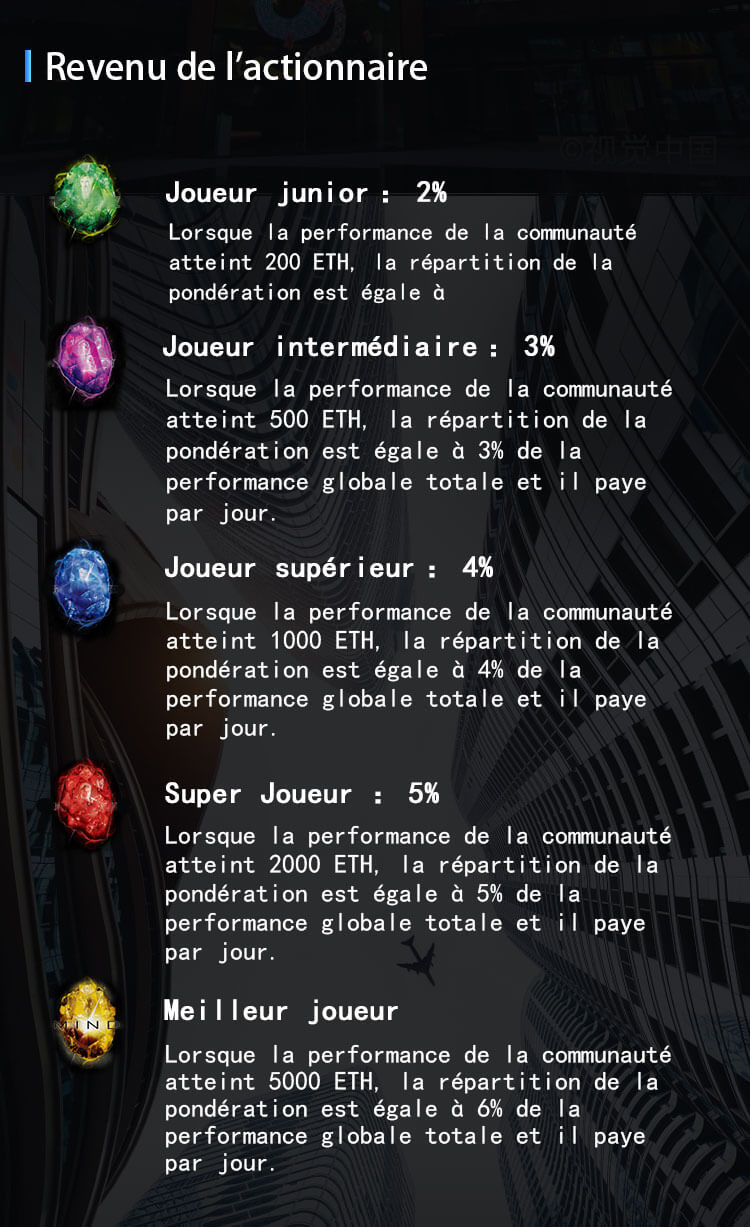 Revenu de l’actionnaire
©视觉中国
Joueur junior : 2%
Lorsque la performance de la communauté
atteint 200 ETH, la répartition de la
pondération est égale à
Joueur intermédiaire : 3%
Lorsque la performance de la communauté
atteint 500 ETH, la répartition de la
pondération est égale à 3% de la
performance globale totale et il paye
par jour.
Joueur supérieur : 4%
Lorsque la performance de la communauté
atteint 1000 ETH, la répartition de la
pondération est égale à 4% de la
performance globale totale et il paye
par jour.
Super Joueur : 5%
Lorsque la performance de la communauté
atteint 2000 ETH, la répartition de la
pondération est égale à 5% de la
performance globale totale et il paye
par jour.
MIND
Meilleur joueur
Lorsque la performance de la communauté
atteint 5000 ETH, la répartition de la
pondération est égale à 6% de la
performance globale totale et il paye
par jour.